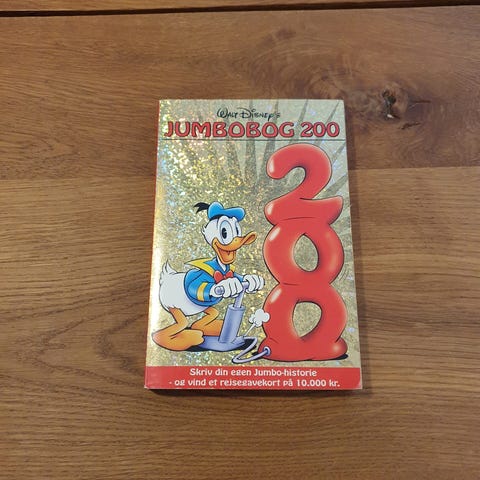 Walt Disney's
JUMBOBOG 200
200
Skriv din egen Jumbo-historie
- og vind et rejsegavekort på 10.000 kr.